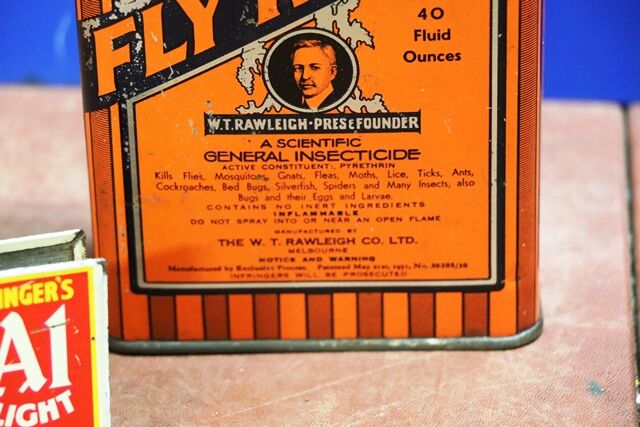 FLY
40
Fluid
Ounces
W.T. RAWLEIGH·PRES & FOUNDER
A SCIENTIFIC
GENERAL INSECTICIDE
ACTIVE CONSTITUENT: PYRETHRIN
Kills Flies, Mosquitoes, Gnats, Fleas, Moths, Lice, Ticks, Ants,
Cockroaches, Bed Bugs, Silverfish, Spiders and Many Insects; also
Bugs and their Eggs and Larvae.
CONTAINS NO INERT INGREDIENTS
INFLAMMABLE
DO NOT SPRAY INTO OR NEAR AN OPEN FLAME
MANUFACTURED BY
THE W. T. RAWLEIGH CO. LTD.
MELBOURNE
NOTICE AND WARNING
Manufactured by Exclusive Process. Patented May 21st, 1931, No. 30285/30
INFRINGERS WILL BE PROSECUTED
INGER'S
A1
LIGHT